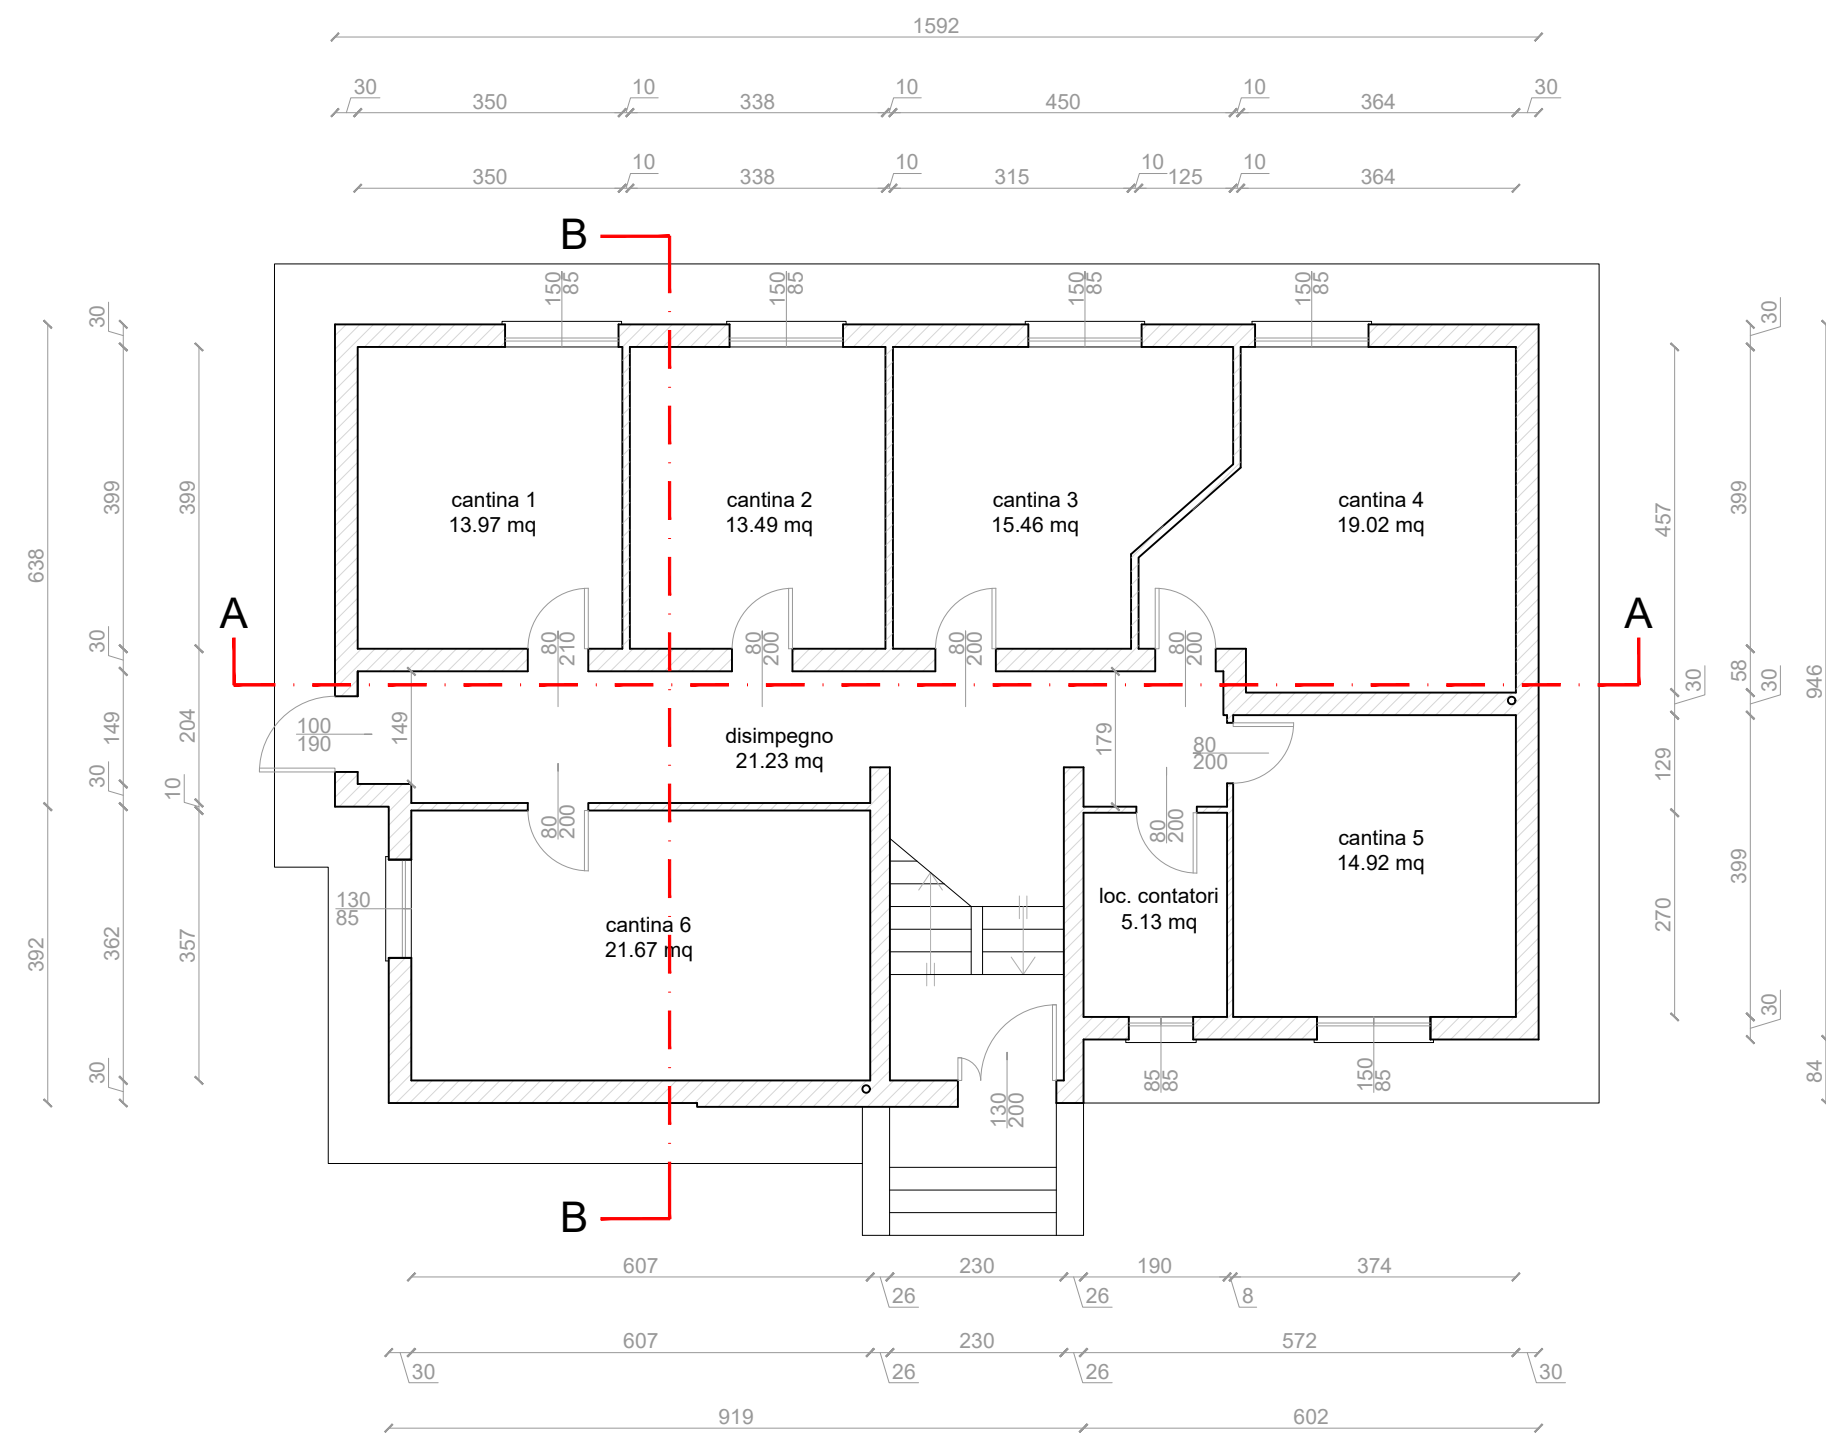 1592
30 350 10 338 10 450 10 364 30
350 10 338 10 315 10 125 10 364
B
150 85
150 85
150 85
150 85
30
30
638
399
399
457
399
cantina 1
13.97 mq
cantina 2
13.49 mq
cantina 3
15.46 mq
cantina 4
19.02 mq
A
A
30
80 210
80 200
80 200
80 200
30
58
30
946
149
204
149
100
190
disimpegno
21.23 mq
179
80
200
129
30
10
80 200
80 200
cantina 5
14.92 mq
399
130
85
loc. contatori
5.13 mq
cantina 6
21.67 mq
392
362
357
270
30
30
85 85
150 85
84
130 200
B
607 26 230 26 190 8 374
30 607 26 230 26 572 30
919 602